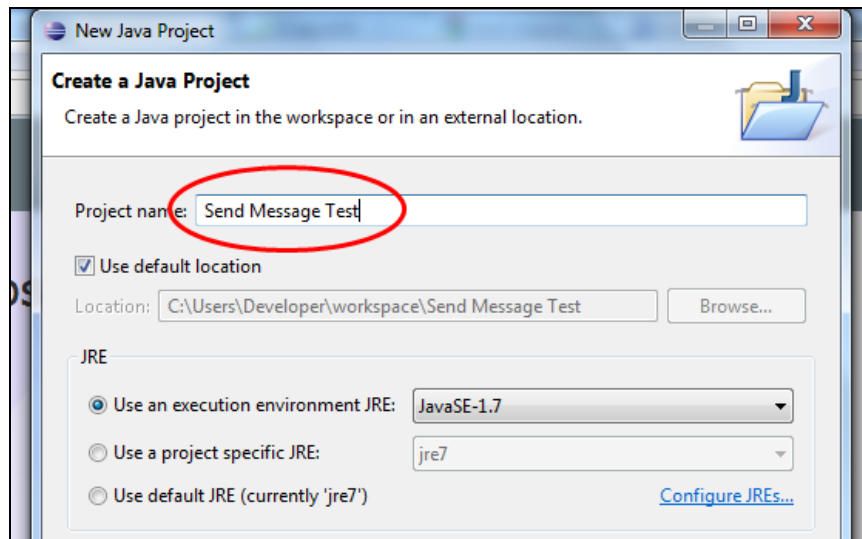 New Java Project
Create a Java Project
Create a Java project in the workspace or in an external location.
Project name: Send Message Test
Use default location
Location: C:\Users\Developer\workspace\Send Message Test Browse...
JRE
Use an execution environment JRE: JavaSE-1.7
Use a project specific JRE: jre7
Use default JRE (currently 'jre7') Configure JREs...